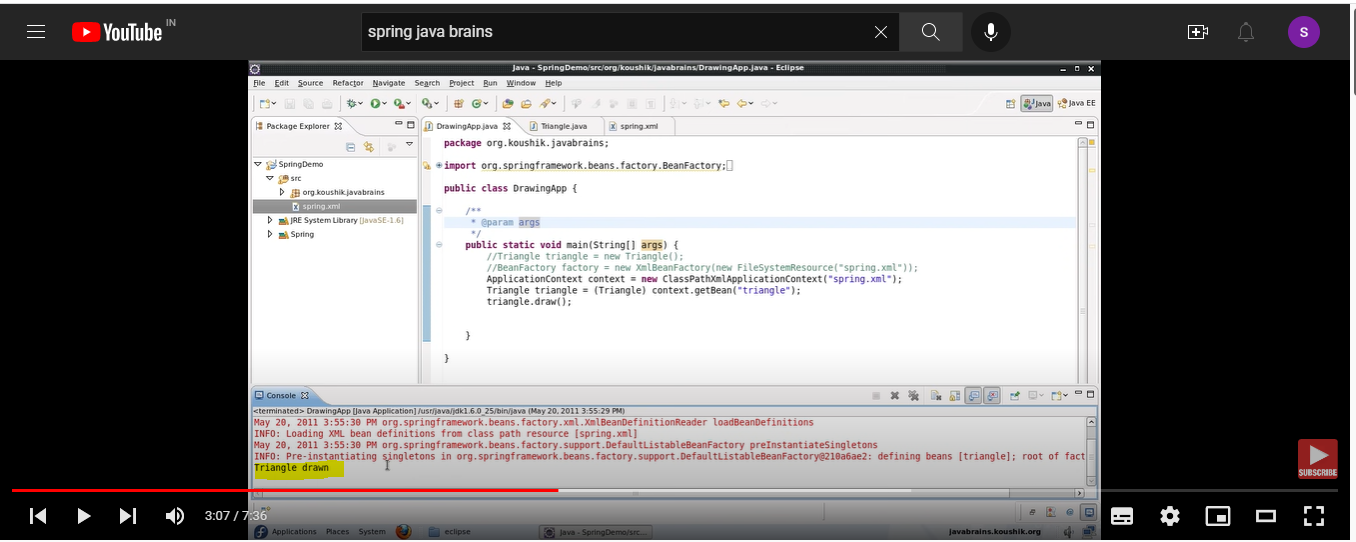 YouTube IN
spring java brains
S
Java - SpringDemo/src/org/koushik/javabrains/DrawingApp.java - Eclipse
File Edit Source Refactor Navigate Search Project Run Window Help
Java Java EE
Package Explorer
DrawingApp.java Triangle.java spring.xml
SpringDemo
src
org.koushik.javabrains
spring.xml
JRE System Library [JavaSE-1.6]
Spring
package org.koushik.javabrains;
import org.springframework.beans.factory.BeanFactory;
public class DrawingApp {
/**
* @param args
*/
public static void main(String[] args) {
//Triangle triangle = new Triangle();
//BeanFactory factory = new XmlBeanFactory(new FileSystemResource("spring.xml"));
ApplicationContext context = new ClassPathXmlApplicationContext("spring.xml");
Triangle triangle = (Triangle) context.getBean("triangle");
triangle.draw();
}
}
Console
<terminated> DrawingApp [Java Application] /usr/java/jdk1.6.0_25/bin/java (May 20, 2011 3:55:29 PM)
May 20, 2011 3:55:30 PM org.springframework.beans.factory.xml.XmlBeanDefinitionReader loadBeanDefinitions
INFO: Loading XML bean definitions from class path resource [spring.xml]
May 20, 2011 3:55:30 PM org.springframework.beans.factory.support.DefaultListableBeanFactory preInstantiateSingletons
INFO: Pre-instantiating singletons in org.springframework.beans.factory.support.DefaultListableBeanFactory@210a6ae2: defining beans [triangle]; root of fact
Triangle drawn
SUBSCRIBE
3:07 / 7:36
Applications Places System eclipse Java - SpringDemo/src... javabrains.koushik.org